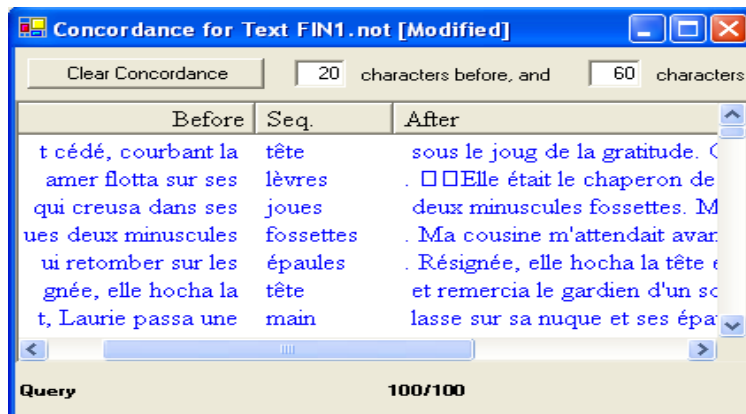 Concordance for Text FIN1.not [Modified]
Clear Concordance 20 characters before, and 60 characters
Before Seq. After
t cédé, courbant la tête sous le joug de la gratitude.
amer flotta sur ses lèvres . □□Elle était le chaperon de
qui creusa dans ses joues deux minuscules fossettes. M
ues deux minuscules fossettes . Ma cousine m'attendait avan
ui retomber sur les épaules . Résignée, elle hocha la tête e
gnée, elle hocha la tête et remercia le gardien d'un so
t, Laurie passa une main lasse sur sa nuque et ses épa
Query 100/100